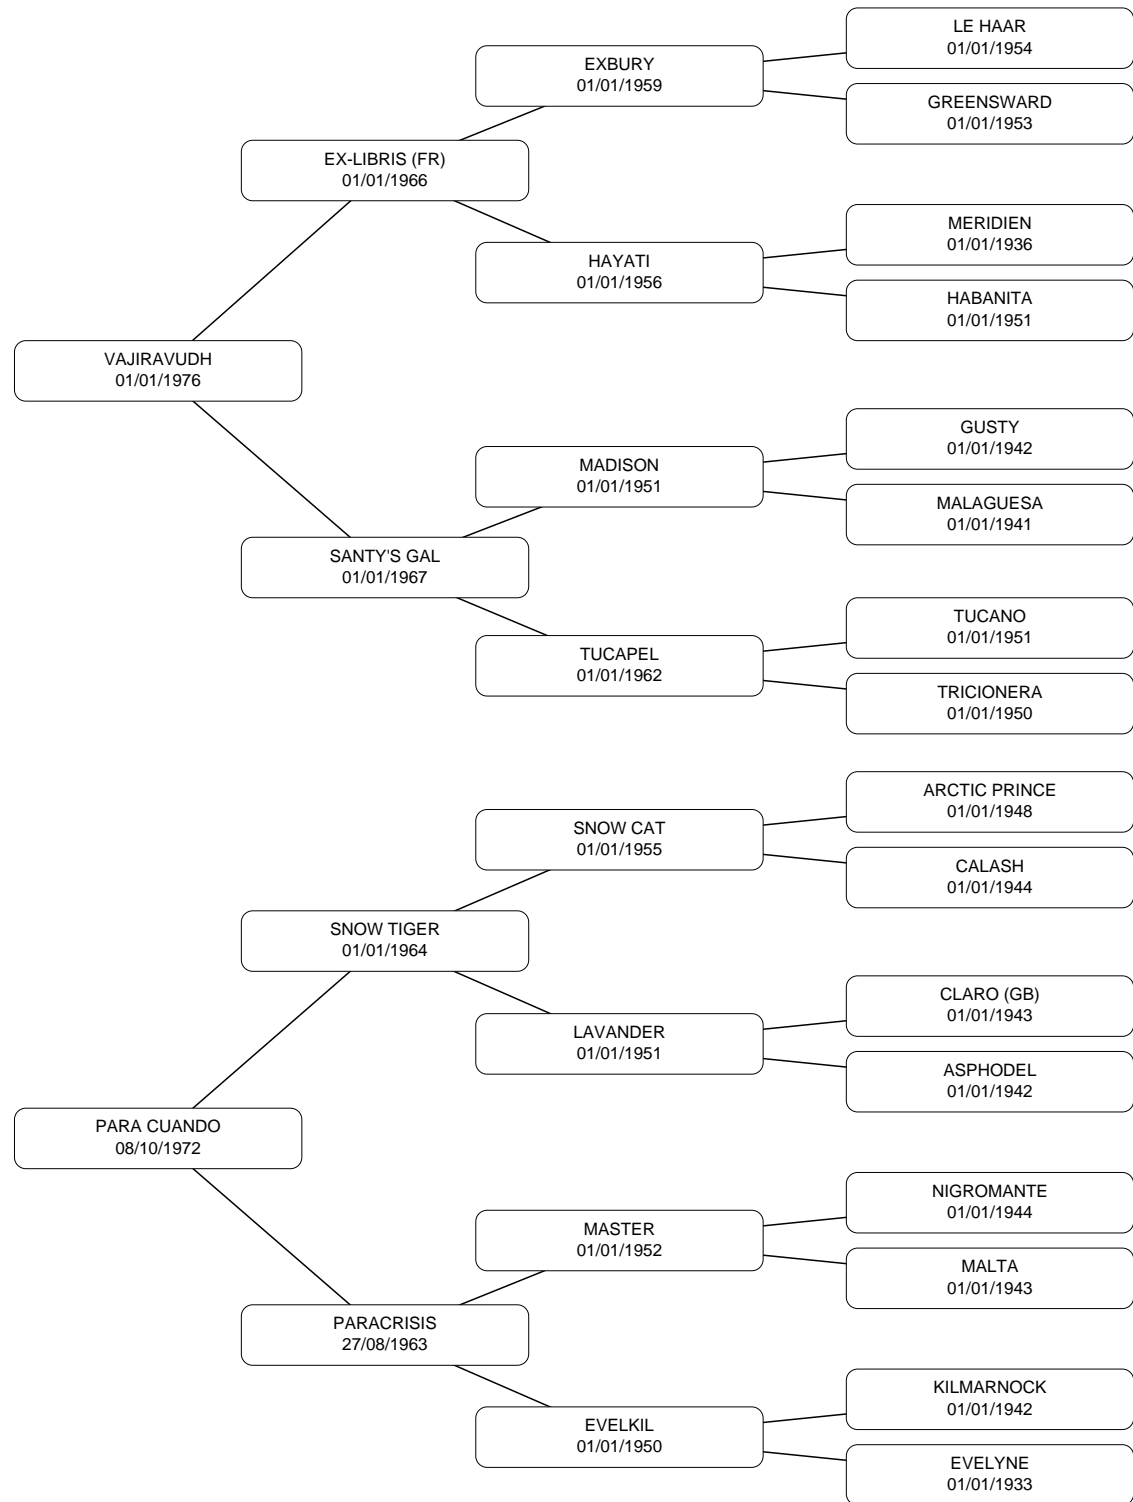 LE HAAR
01/01/1954
EXBURY
01/01/1959
GREENSWARD
01/01/1953
EX-LIBRIS (FR)
01/01/1966
MERIDIEN
01/01/1936
HAYATI
01/01/1956
HABANITA
01/01/1951
VAJIRAVUDH
01/01/1976
GUSTY
01/01/1942
MADISON
01/01/1951
MALAGUESA
01/01/1941
SANTY'S GAL
01/01/1967
TUCANO
01/01/1951
TUCAPEL
01/01/1962
TRICIONERA
01/01/1950
ARCTIC PRINCE
01/01/1948
SNOW CAT
01/01/1955
CALASH
01/01/1944
SNOW TIGER
01/01/1964
CLARO (GB)
01/01/1943
LAVANDER
01/01/1951
ASPHODEL
01/01/1942
PARA CUANDO
08/10/1972
NIGROMANTE
01/01/1944
MASTER
01/01/1952
MALTA
01/01/1943
PARACRISIS
27/08/1963
KILMARNOCK
01/01/1942
EVELKIL
01/01/1950
EVELYNE
01/01/1933